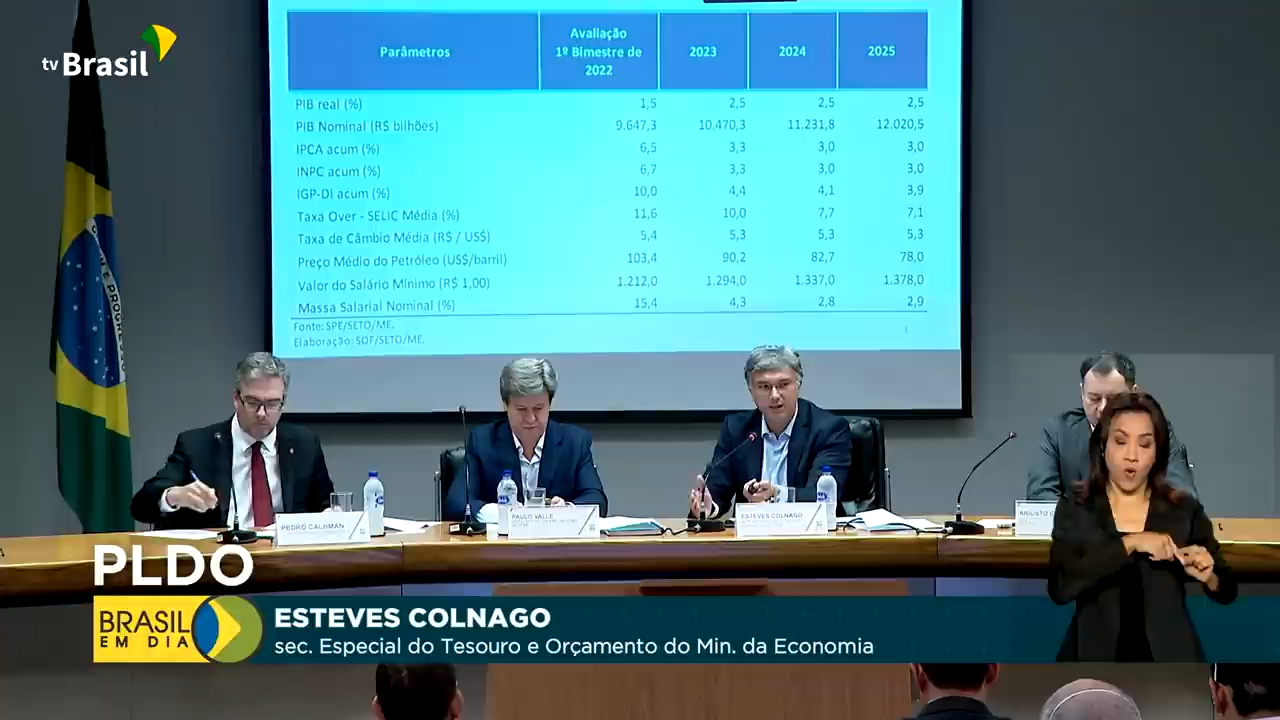 tv Brasil
Parâmetros
Avaliação
1º Bimestre de
2022
2023
2024
2025
PIB real (%) 1,5 2,5 2,5 2,5
PIB Nominal (R$ bilhões) 9.647,3 10.470,3 11.231,8 12.020,5
IPCA acum (%) 6,5 3,3 3,0 3,0
INPC acum (%) 6,7 3,3 3,0 3,0
IGP-DI acum (%) 10,0 4,4 4,1 3,9
Taxa Over - SELIC Média (%) 11,6 10,0 7,7 7,1
Taxa de Câmbio Média (R$ / US$) 5,4 5,3 5,3 5,3
Preço Médio do Petróleo (US$/barril) 103,4 90,2 82,7 78,0
Valor do Salário Mínimo (R$ 1,00) 1.212,0 1.294,0 1.337,0 1.378,0
Massa Salarial Nominal (%) 15,4 4,3 2,8 2,9
Fonte: SPE/SETO/ME.
Elaboração: SOF/SETO/ME.
1
PEDRO CALHMAN
PAULO VALLE
ESTEVES COLNAGO
PLDO
BRASIL
EM DIA
ESTEVES COLNAGO
sec. Especial do Tesouro e Orçamento do Min. da Economia